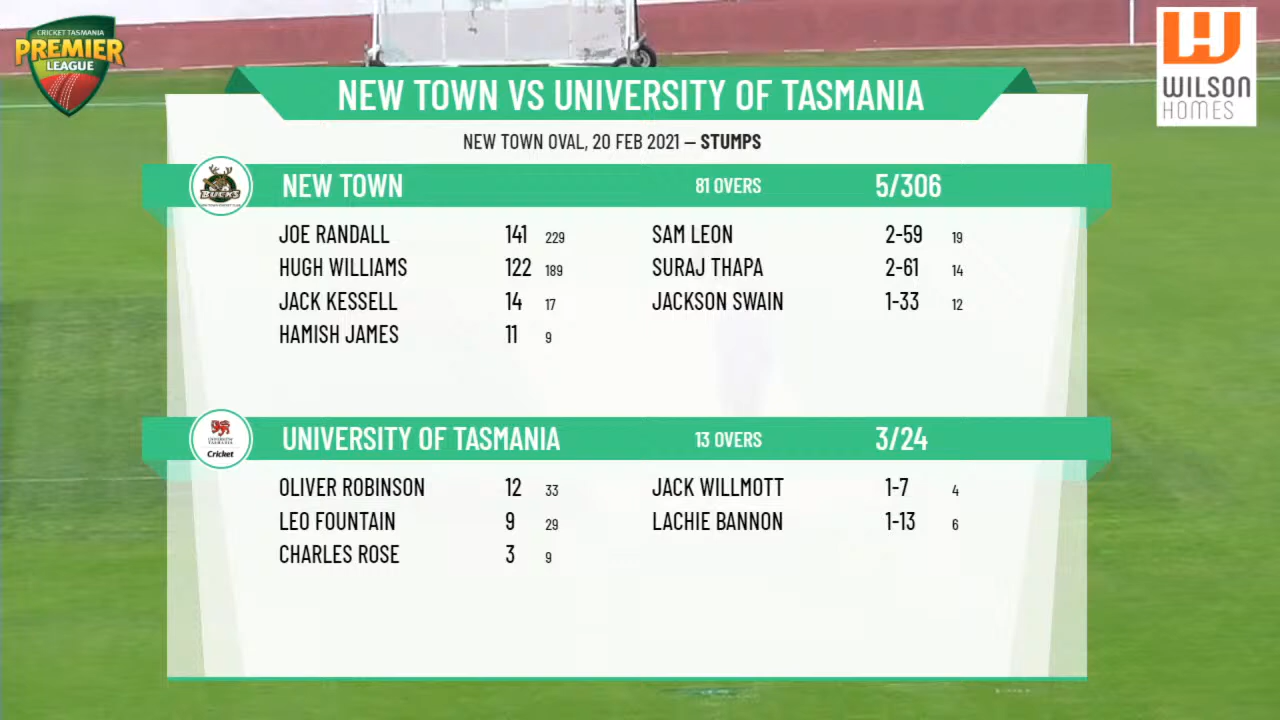 CRICKET TASMANIA
PREMIER
LEAGUE
WILSON
HOMES
NEW TOWN VS UNIVERSITY OF TASMANIA
NEW TOWN OVAL, 20 FEB 2021 – STUMPS
BUCKS
NEW TOWN 81 OVERS 5/306
JOE RANDALL 141 229 SAM LEON 2-59 19
HUGH WILLIAMS 122 189 SURAJ THAPA 2-61 14
JACK KESSELL 14 17 JACKSON SWAIN 1-33 12
HAMISH JAMES 11 9
Cricket
UNIVERSITY OF TASMANIA 13 OVERS 3/24
OLIVER ROBINSON 12 33 JACK WILLMOTT 1-7 4
LEO FOUNTAIN 9 29 LACHIE BANNON 1-13 6
CHARLES ROSE 3 9